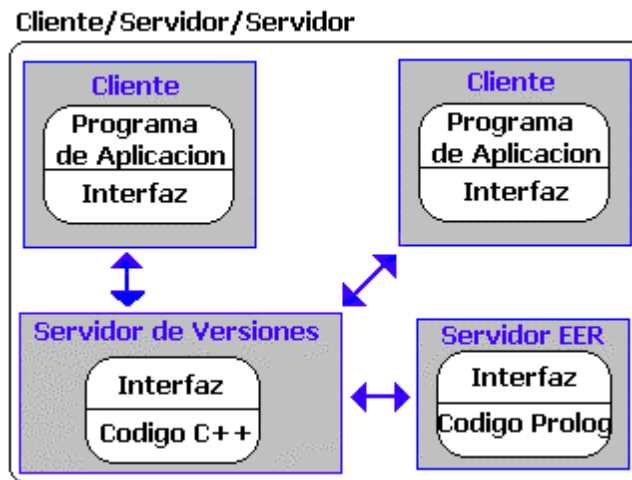 Cliente/Servidor/Servidor
Cliente
Programa
de Aplicacion
Interfaz
Cliente
Programa
de Aplicacion
Interfaz
Servidor de Versiones
Interfaz
Codigo C++
Servidor EER
Interfaz
Codigo Prolog